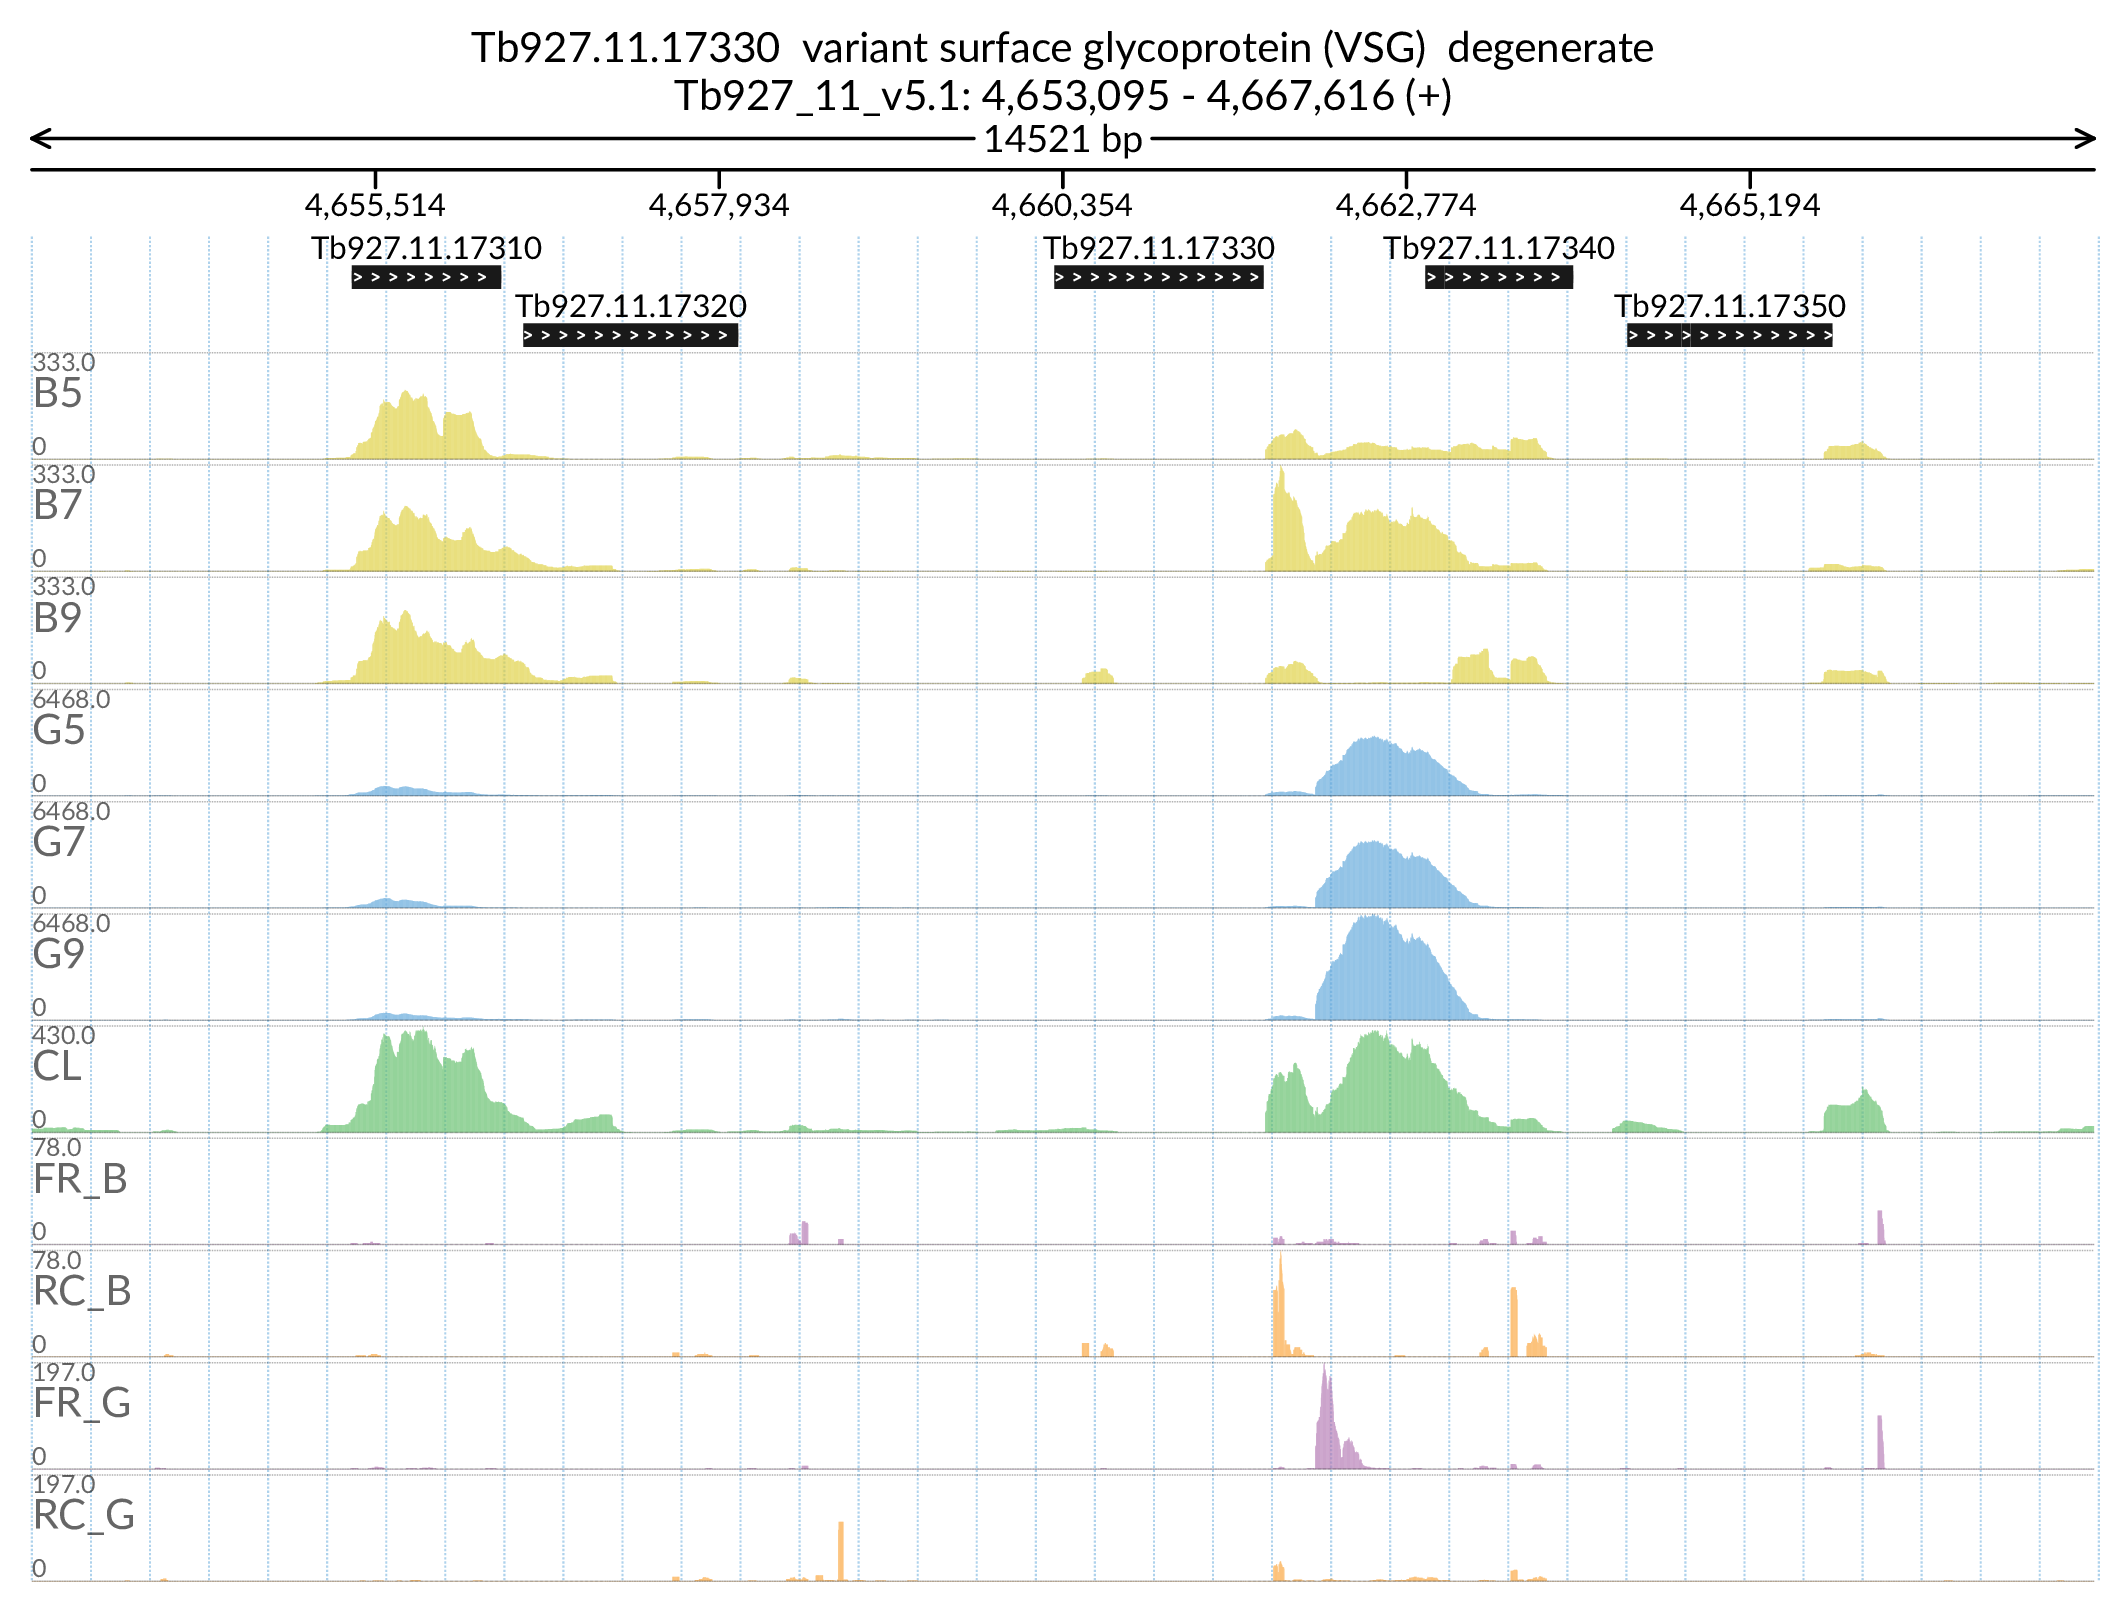 Tb927.11.17330 variant surface glycoprotein (VSG) degenerate
Tb927_11_v5.1: 4,653,095 - 4,667,616 (+)
14521 bp
4,655,514 4,657,934 4,660,354 4,662,774 4,665,194
Tb927.11.17310 Tb927.11.17330 Tb927.11.17340
Tb927.11.17320 Tb927.11.17350
333.0
B5
0
333.0
B7
0
333.0
B9
0
6468.0
G5
0
6468.0
G7
0
6468.0
G9
0
430.0
CL
0
78.0
FR_B
0
78.0
RC_B
0
197.0
FR_G
0
197.0
RC_G
0